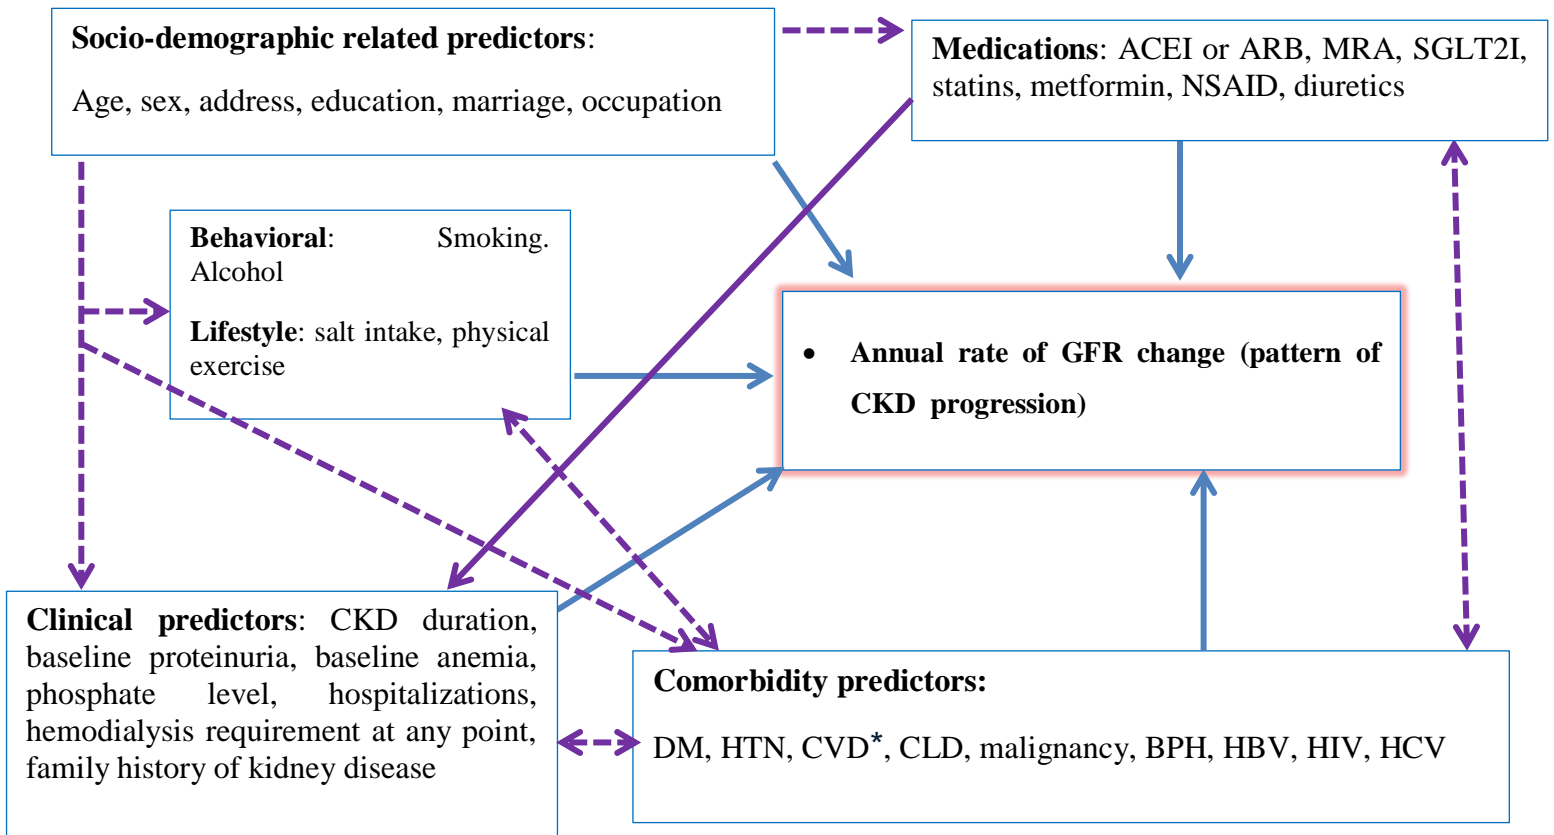 Socio-demographic related predictors:
Age, sex, address, education, marriage, occupation
Medications: ACEI or ARB, MRA, SGLT2I,
statins, metformin, NSAID, diuretics
Behavioral: Smoking.
Alcohol
Lifestyle: salt intake, physical
exercise
• Annual rate of GFR change (pattern of
CKD progression)
Clinical predictors: CKD duration,
baseline proteinuria, baseline anemia,
phosphate level, hospitalizations,
hemodialysis requirement at any point,
family history of kidney disease
Comorbidity predictors:
DM, HTN, CVD*, CLD, malignancy, BPH, HBV, HIV, HCV